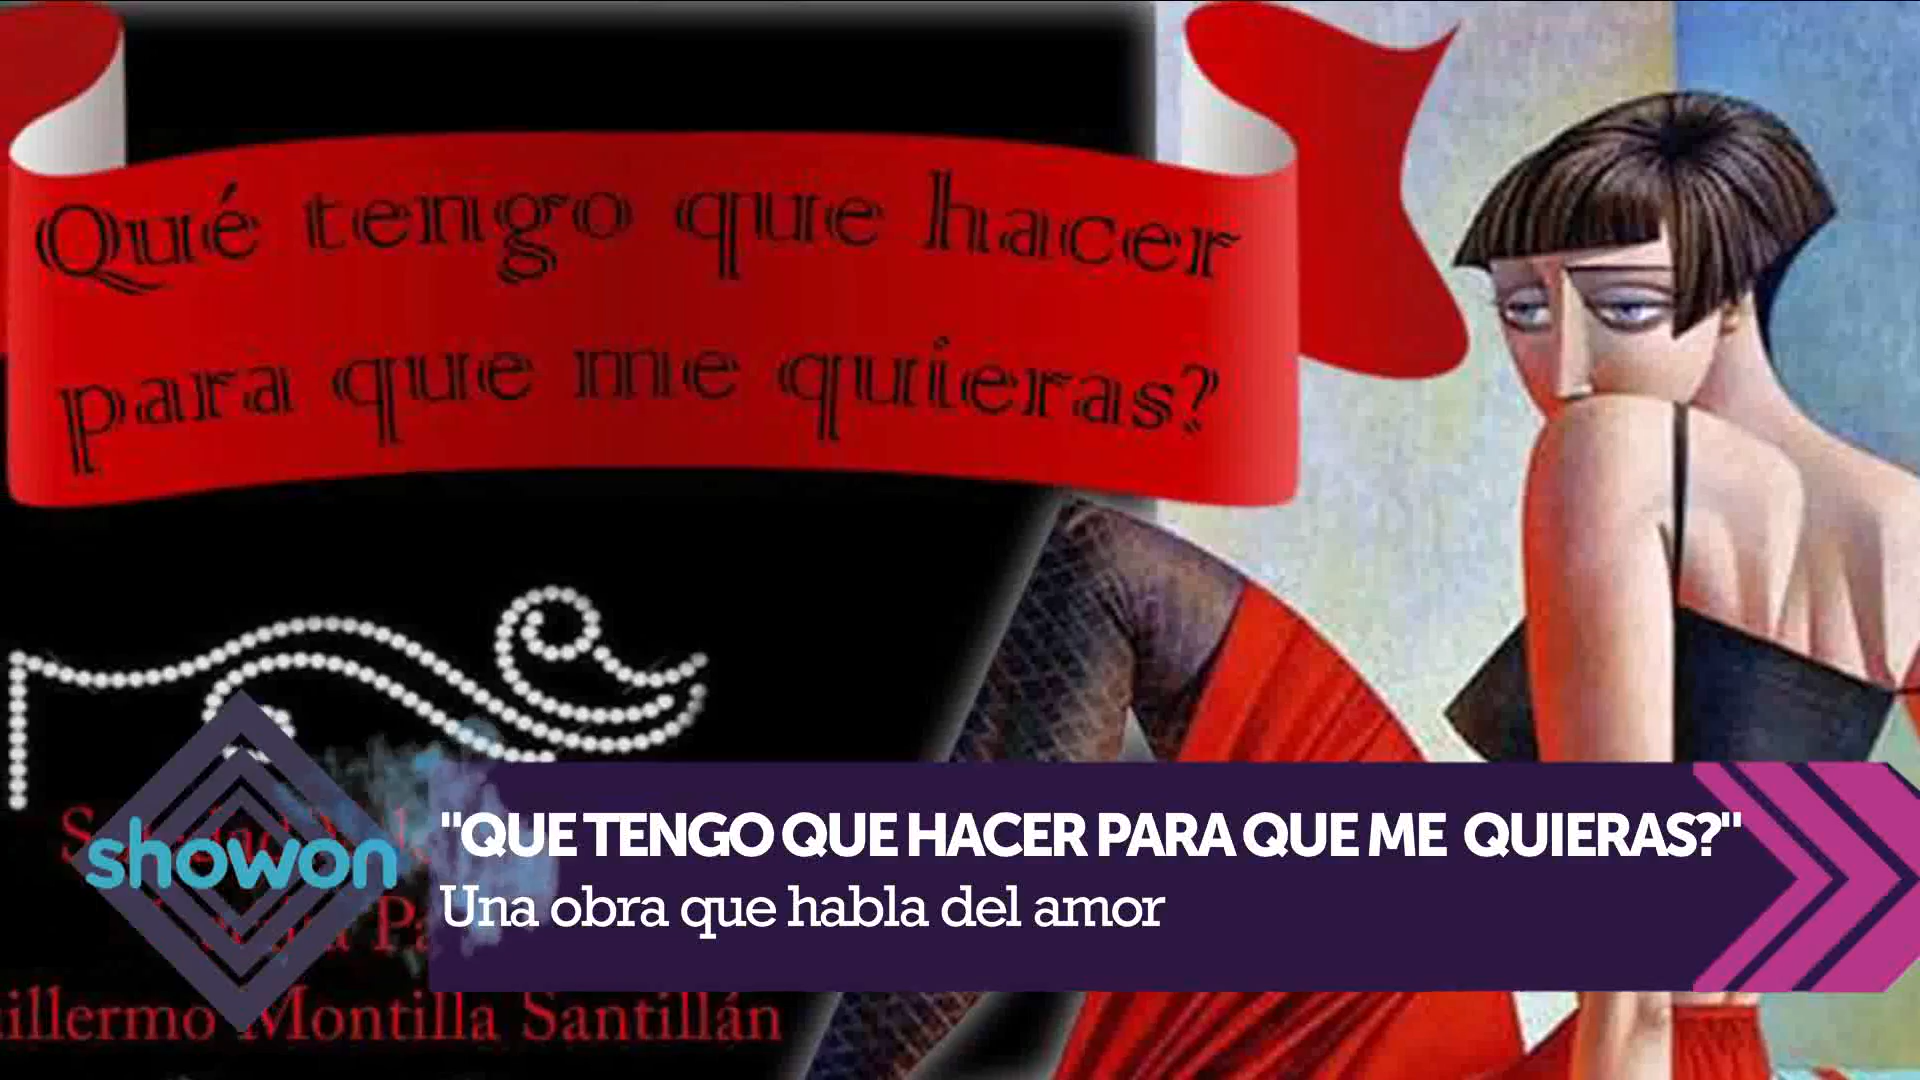 Qué tengo que hacer
para que me quieras?
showon
"QUE TENGO QUE HACER PARA QUE ME QUIERAS?"
Una obra que habla del amor
Montilla Santillán